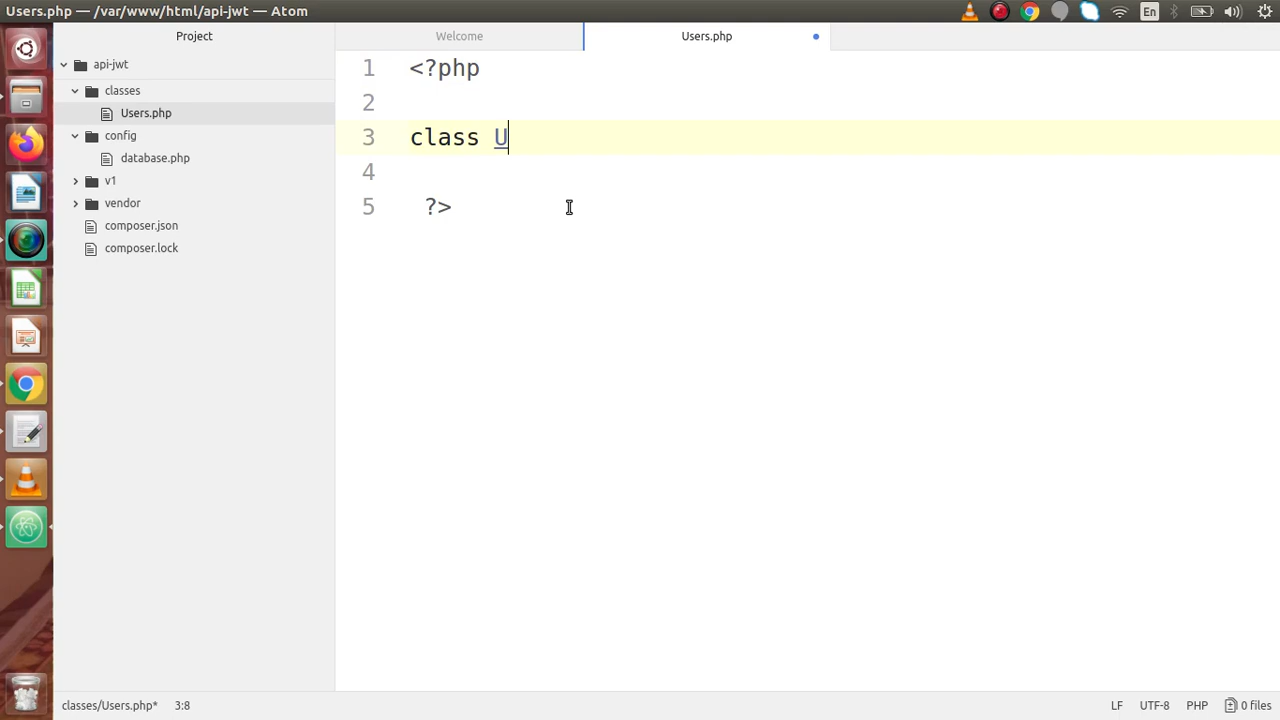 Users.php — /var/www/html/api-jwt — Atom
En
Project
Welcome
Users.php
api-jwt
classes
Users.php
config
database.php
v1
vendor
composer.json
composer.lock
1 <?php
2
3 class U
4
5 ?>
classes/Users.php* 3:8
LF UTF-8 PHP 0 files